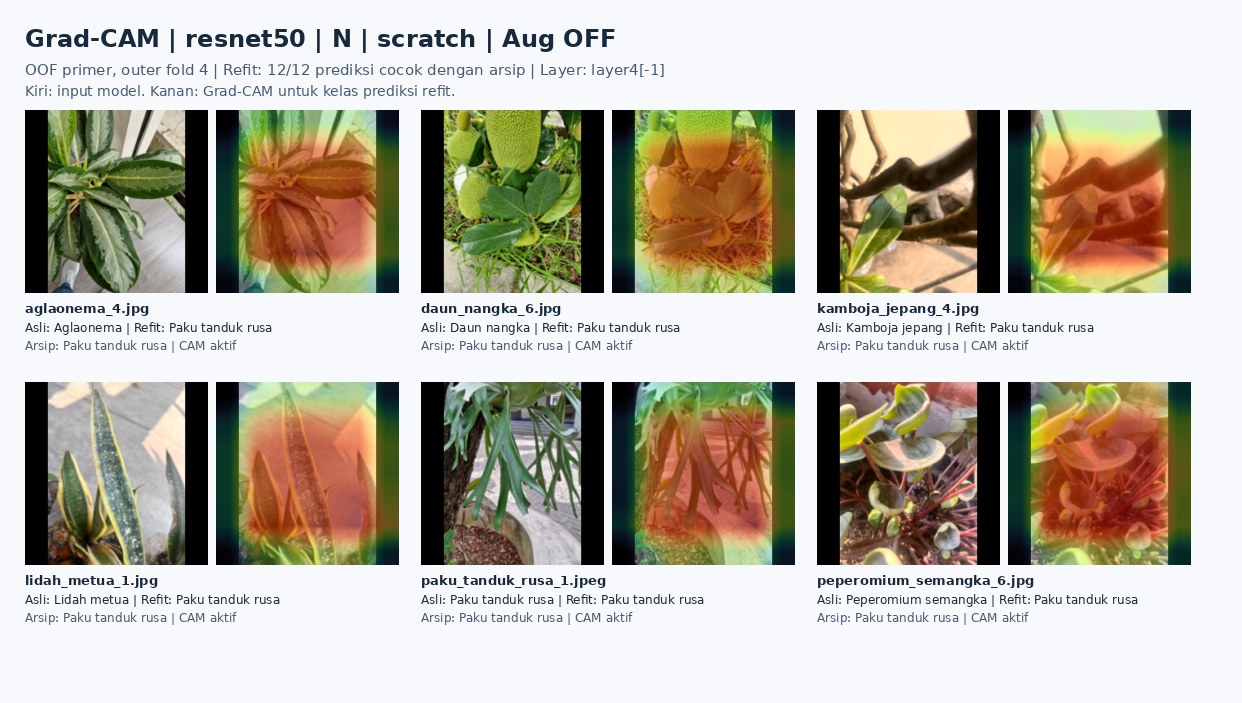 Grad-CAM | resnet50 | N | scratch | Aug OFF
OOF primer, outer fold 4 | Refit: 12/12 prediksi cocok dengan arsip | Layer: layer4[-1]
Kiri: input model. Kanan: Grad-CAM untuk kelas prediksi refit.
aglaonema_4.jpg
Asli: Aglaonema | Refit: Paku tanduk rusa
Arsip: Paku tanduk rusa | CAM aktif
daun_nangka_6.jpg
Asli: Daun nangka | Refit: Paku tanduk rusa
Arsip: Paku tanduk rusa | CAM aktif
kamboja_jepang_4.jpg
Asli: Kamboja jepang | Refit: Paku tanduk rusa
Arsip: Paku tanduk rusa | CAM aktif
lidah_metua_1.jpg
Asli: Lidah metua | Refit: Paku tanduk rusa
Arsip: Paku tanduk rusa | CAM aktif
paku_tanduk_rusa_1.jpeg
Asli: Paku tanduk rusa | Refit: Paku tanduk rusa
Arsip: Paku tanduk rusa | CAM aktif
peperomium_semangka_6.jpg
Asli: Peperomium semangka | Refit: Paku tanduk rusa
Arsip: Paku tanduk rusa | CAM aktif